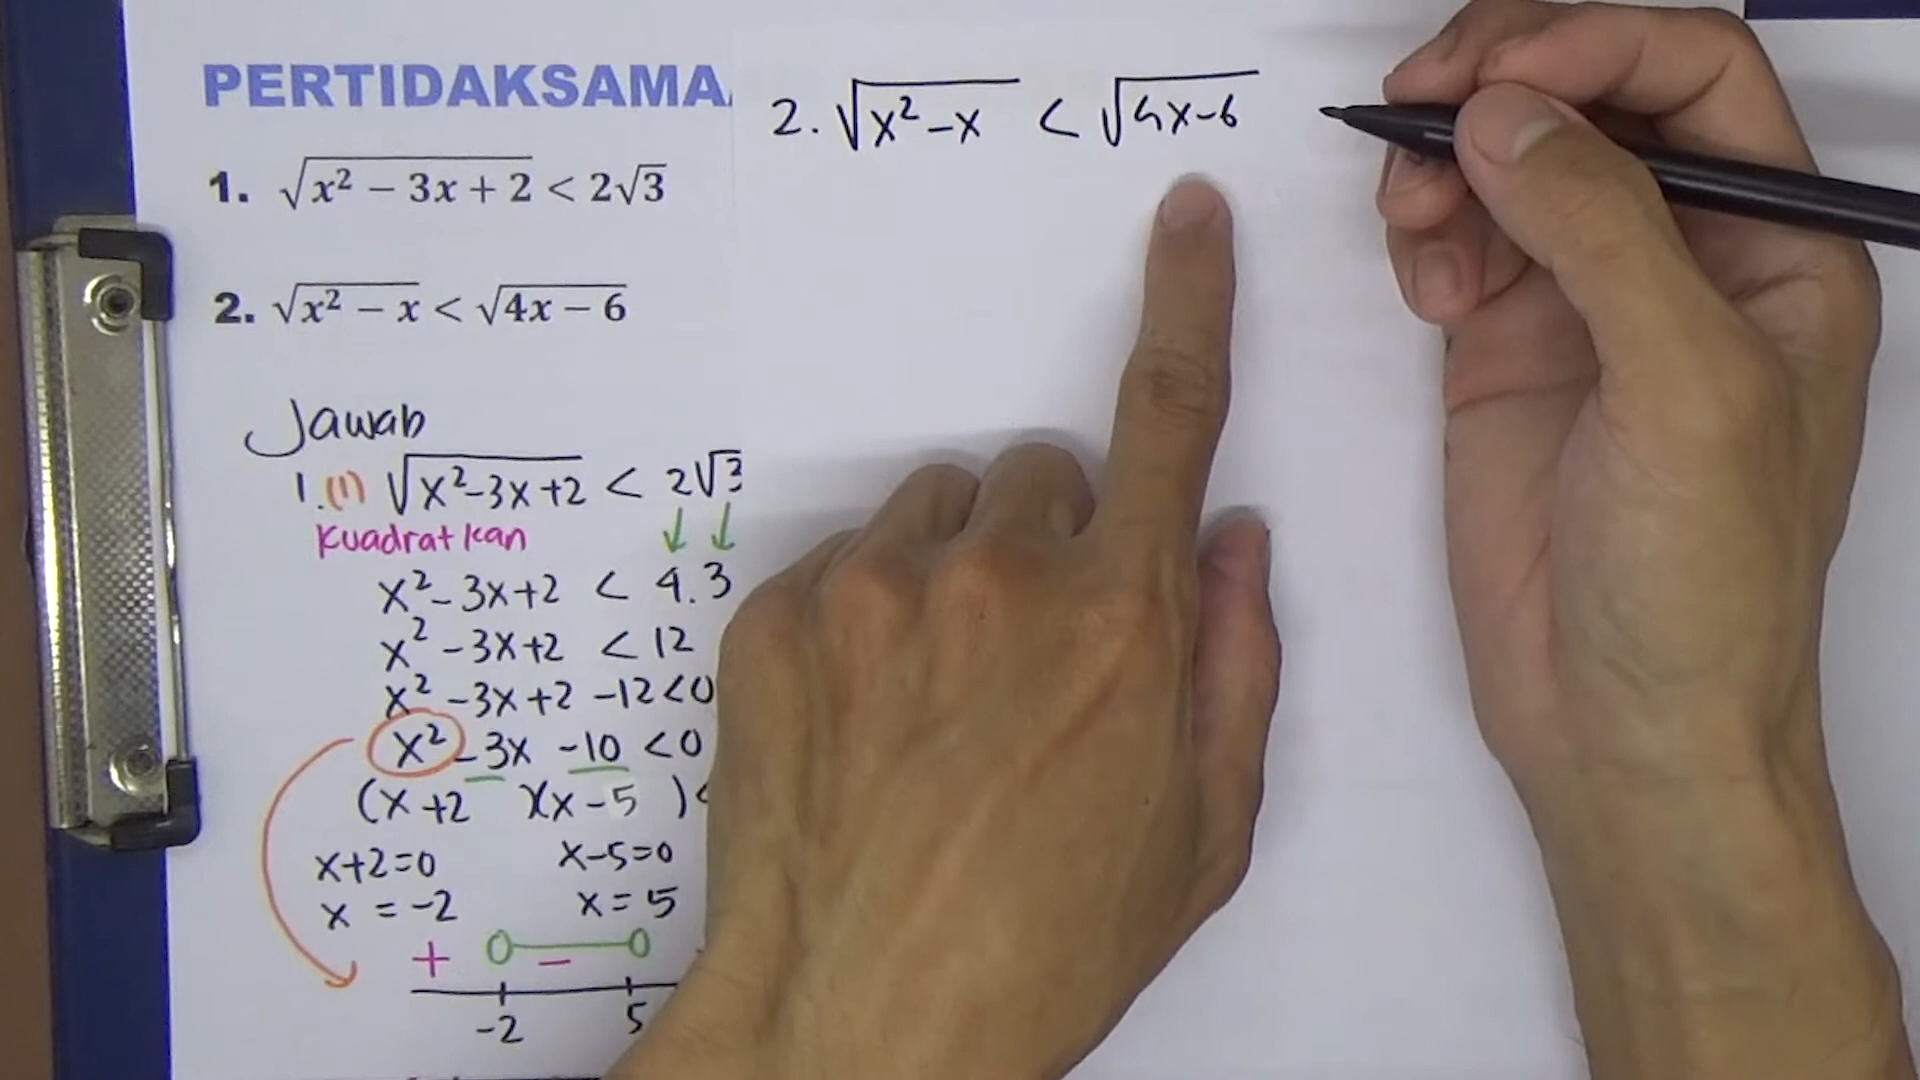 PERTIDAKSAMA
1. √(x² − 3x + 2) < 2√3
2. √(x² − x) < √(4x − 6)
Jawab
1. (1) √(x²-3x+2) < 2√3
Kuadratkan ↓ ↓
x²-3x+2 < 4.3
x² -3x+2 < 12
x² -3x+2 -12<0
x² -3x -10 <0
(x+2 )(x-5 )<
x+2=0 x-5=0
x = -2 x= 5
+ −
-2 5
2. √(x²-x) < √(4x-6)